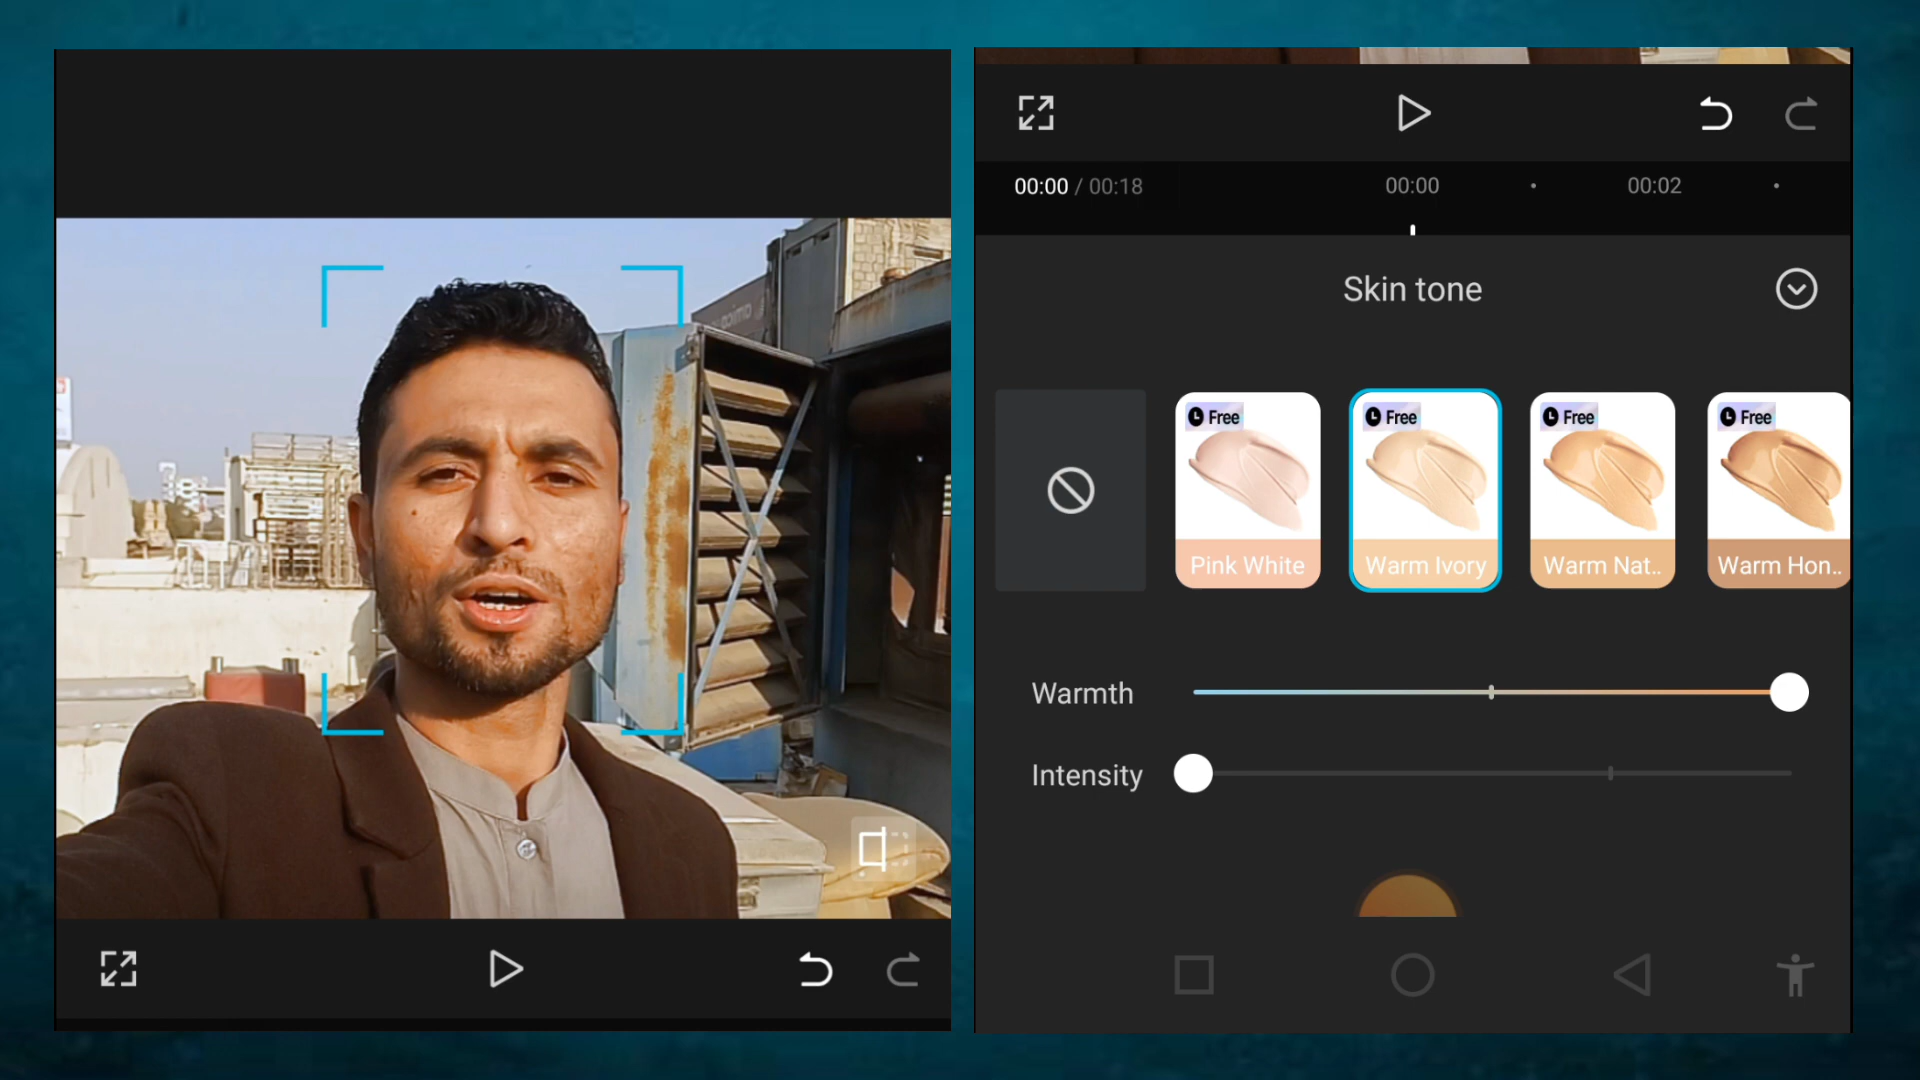 00:00 / 00:18
00:00
00:02
Skin tone
Free
Free
Free
Free
Pink White
Warm Ivory
Warm Nat..
Warm Hon..
Warmth
Intensity